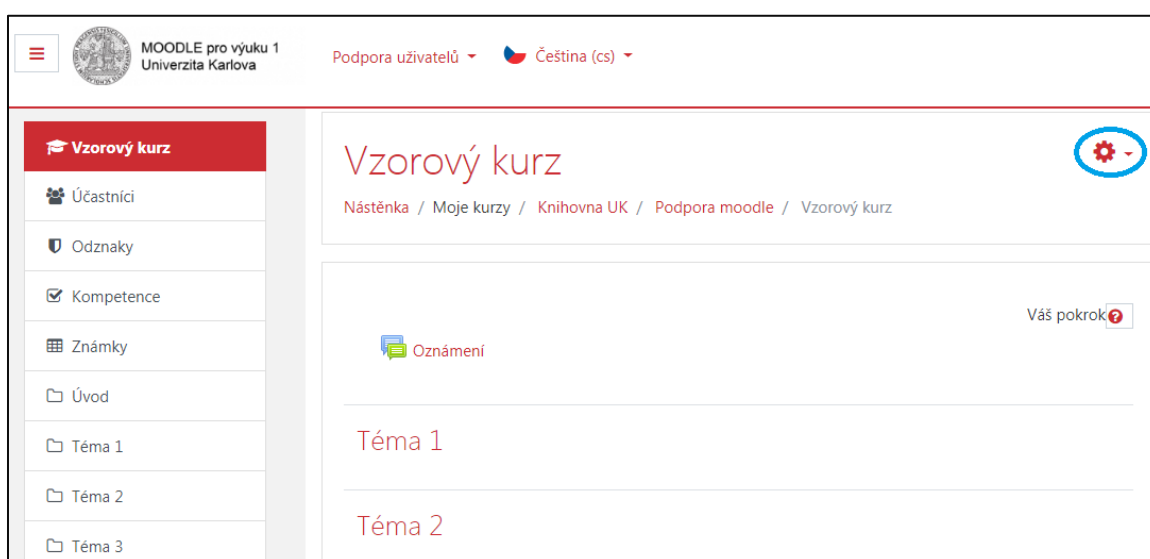 MOODLE pro výuku 1
Univerzita Karlova
Podpora uživatelů
Čeština (cs)
Vzorový kurz
Účastníci
Odznaky
Kompetence
Známky
Úvod
Téma 1
Téma 2
Téma 3
Vzorový kurz
Nástěnka / Moje kurzy / Knihovna UK / Podpora moodle / Vzorový kurz
Váš pokrok
Oznámení
Téma 1
Téma 2